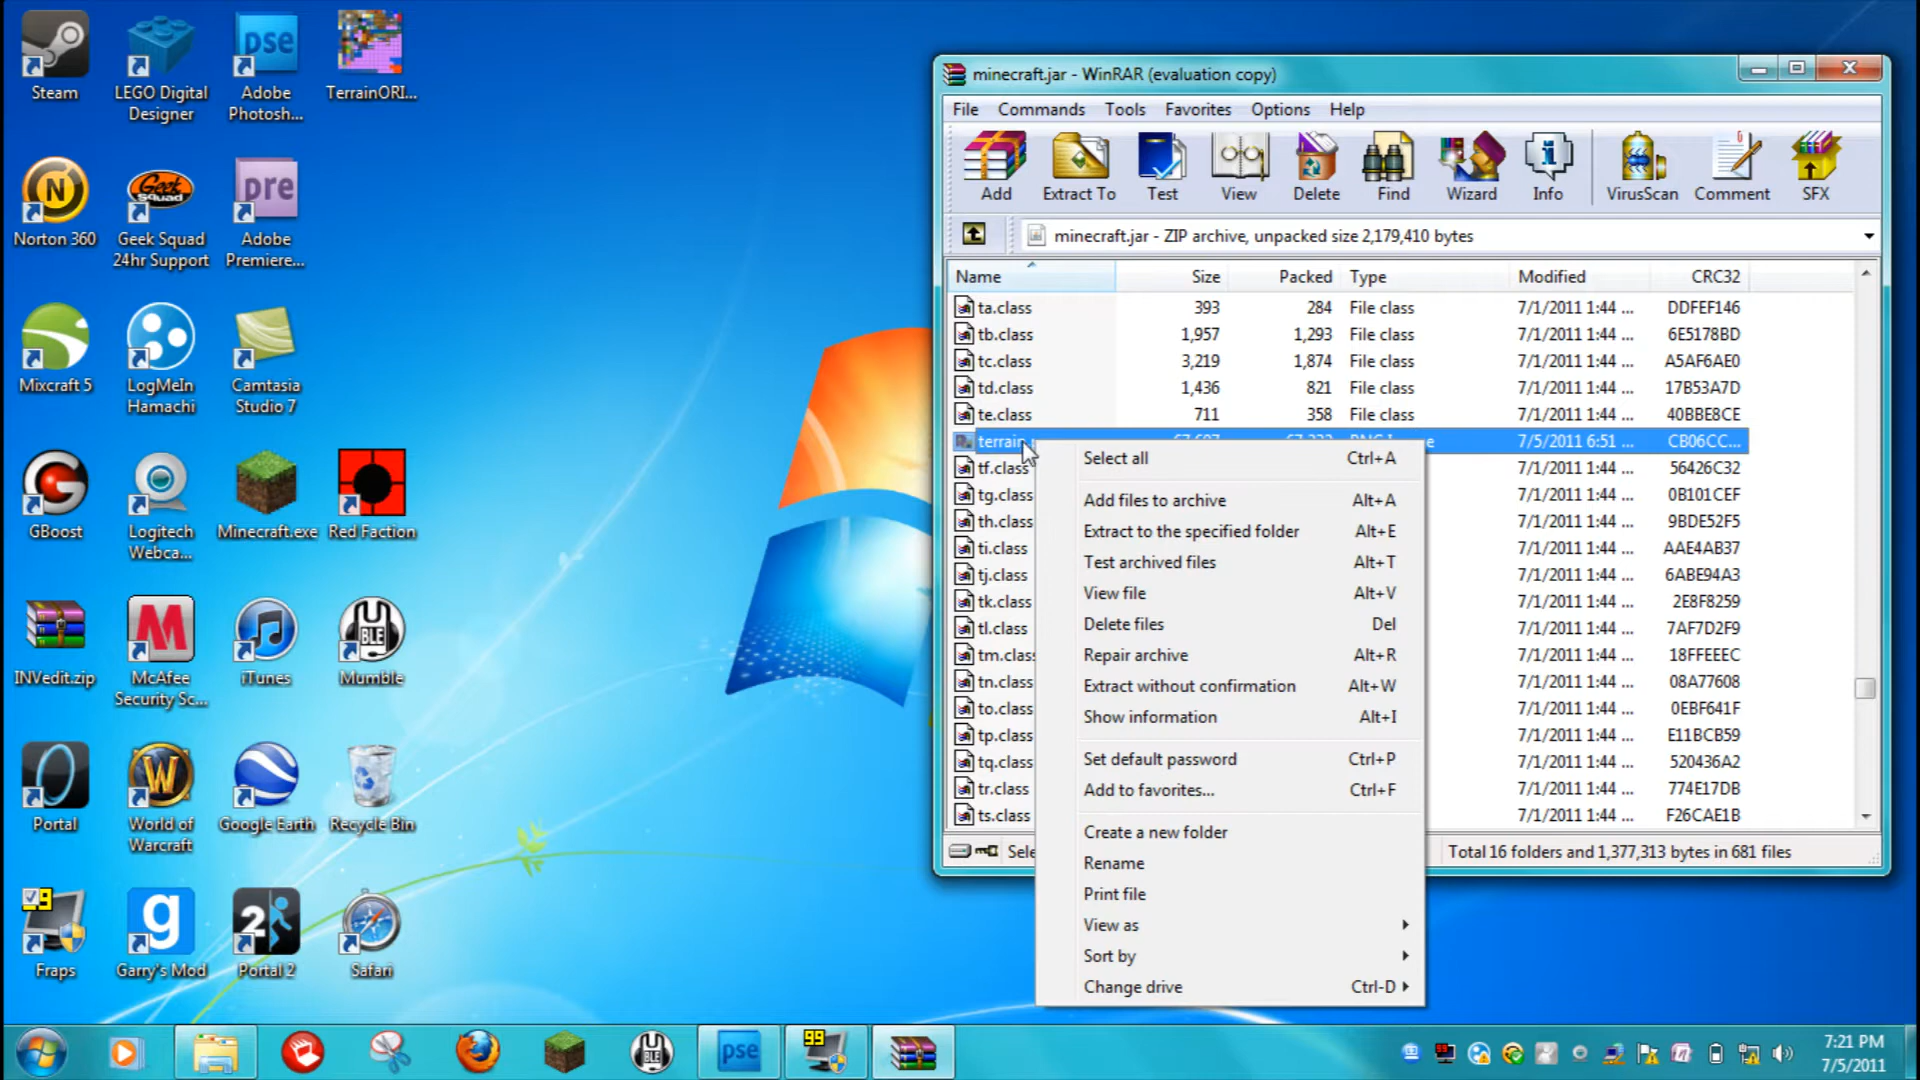 Steam
LEGO Digital
Designer
pse
Adobe
Photosh...
TerrainORI...
N
Norton 360
Geek
Squad
Geek Squad
24hr Support
pre
Adobe
Premiere...
Mixcraft 5
LogMeIn
Hamachi
Camtasia
Studio 7
GBoost
Logitech
Webca...
Minecraft.exe
Red Faction
INVedit.zip
McAfee
Security Sc...
iTunes
BLE
Mumble
Portal
World of
Warcraft
Google Earth
Recycle Bin
99
Fraps
g
Garry's Mod
2
Portal 2
Safari
minecraft.jar - WinRAR (evaluation copy)
File Commands Tools Favorites Options Help
Add Extract To Test View Delete Find Wizard Info VirusScan Comment SFX
minecraft.jar - ZIP archive, unpacked size 2,179,410 bytes
Name Size Packed Type Modified CRC32
ta.class 393 284 File class 7/1/2011 1:44 ... DDFEF146
tb.class 1,957 1,293 File class 7/1/2011 1:44 ... 6E5178BD
tc.class 3,219 1,874 File class 7/1/2011 1:44 ... A5AF6AE0
td.class 1,436 821 File class 7/1/2011 1:44 ... 17B53A7D
te.class 711 358 File class 7/1/2011 1:44 ... 40BBE8CE
terrain 7/5/2011 6:51 ... CB06CC...
tf.class 7/1/2011 1:44 ... 56426C32
tg.class 7/1/2011 1:44 ... 0B101CEF
th.class 7/1/2011 1:44 ... 9BDE52F5
ti.class 7/1/2011 1:44 ... AAE4AB37
tj.class 7/1/2011 1:44 ... 6ABE94A3
tk.class 7/1/2011 1:44 ... 2E8F8259
tl.class 7/1/2011 1:44 ... 7AF7D2F9
tm.clas 7/1/2011 1:44 ... 18FFEEEC
tn.class 7/1/2011 1:44 ... 08A77608
to.class 7/1/2011 1:44 ... 0EBF641F
tp.class 7/1/2011 1:44 ... E11BCB59
tq.class 7/1/2011 1:44 ... 520436A2
tr.class 7/1/2011 1:44 ... 774E17DB
ts.class 7/1/2011 1:44 ... F26CAE1B
Sele Total 16 folders and 1,377,313 bytes in 681 files
Select all Ctrl+A
Add files to archive Alt+A
Extract to the specified folder Alt+E
Test archived files Alt+T
View file Alt+V
Delete files Del
Repair archive Alt+R
Extract without confirmation Alt+W
Show information Alt+I
Set default password Ctrl+P
Add to favorites... Ctrl+F
Create a new folder
Rename
Print file
View as
Sort by
Change drive Ctrl-D
BLE
pse
99
7:21 PM
7/5/2011